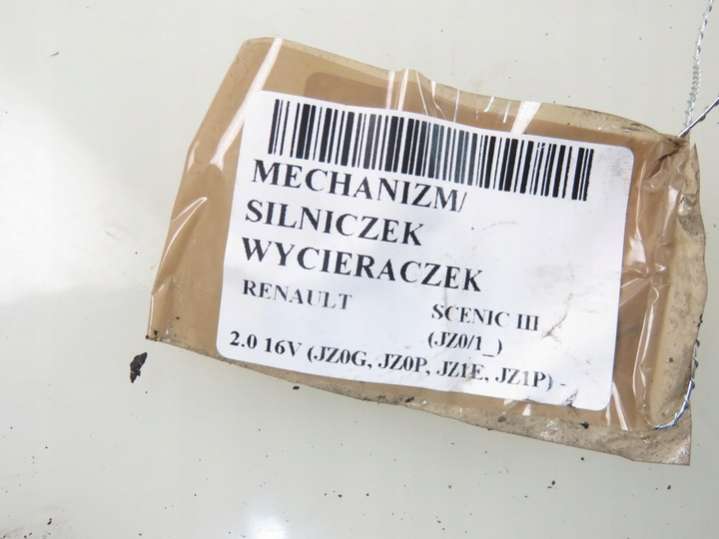 MECHANIZM/
SILNICZEK
WYCIERACZEK
RENAULT SCENIC III
(JZ0/1_)
2.0 16V (JZ0G, JZ0P, JZ1E, JZ1P) -